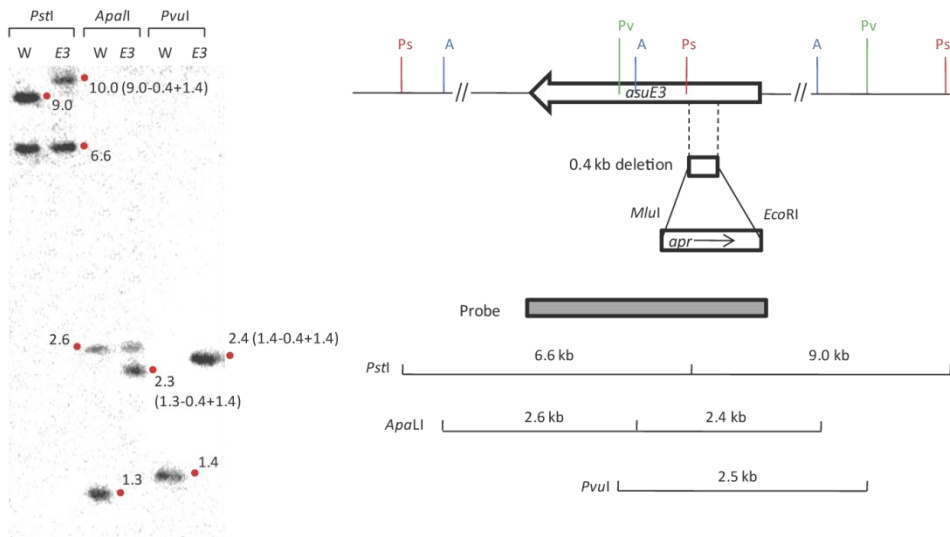 PstI ApaII PvuI
W E3 W E3 W E3
10.0 (9.0-0.4+1.4)
9.0
6.6
2.6
2.4 (1.4-0.4+1.4)
2.3
(1.3-0.4+1.4)
1.4
1.3
Ps A Pv A Ps A Pv Ps
// //
asuE3
0.4 kb deletion
MluI EcoRI
apr
Probe
6.6 kb 9.0 kb
PstI
2.6 kb 2.4 kb
ApaLI
2.5 kb
PvuI